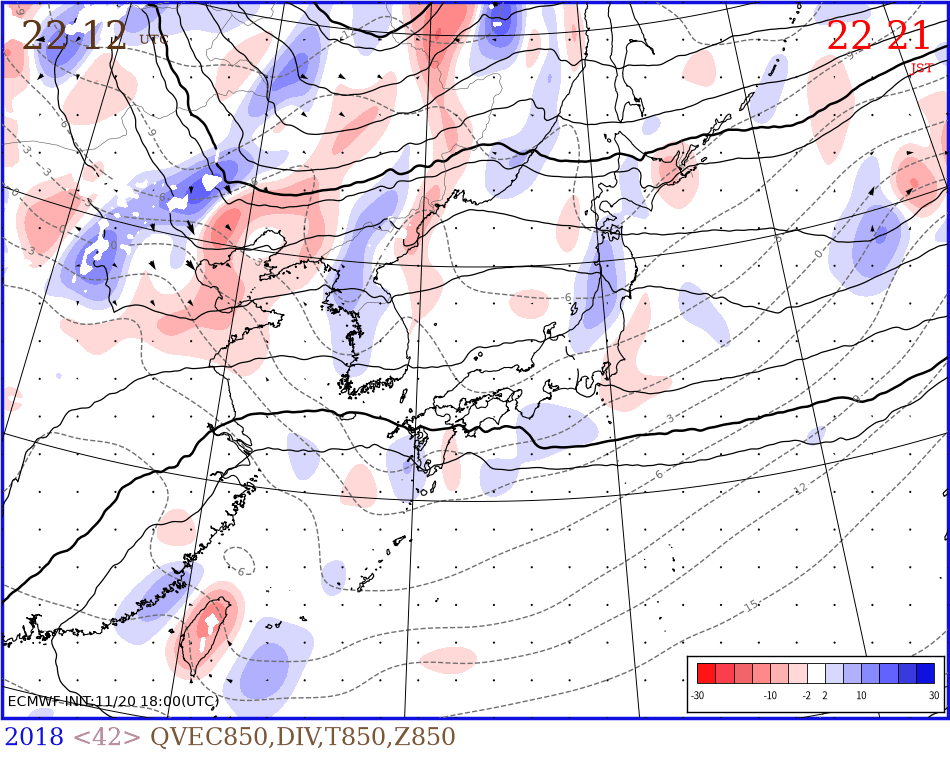 22 12 UTC
22 21
JST
-30 -10 -2 2 10 30
ECMWF INIT:11/20 18:00(UTC)
2018 <42> QVEC850,DIV,T850,Z850